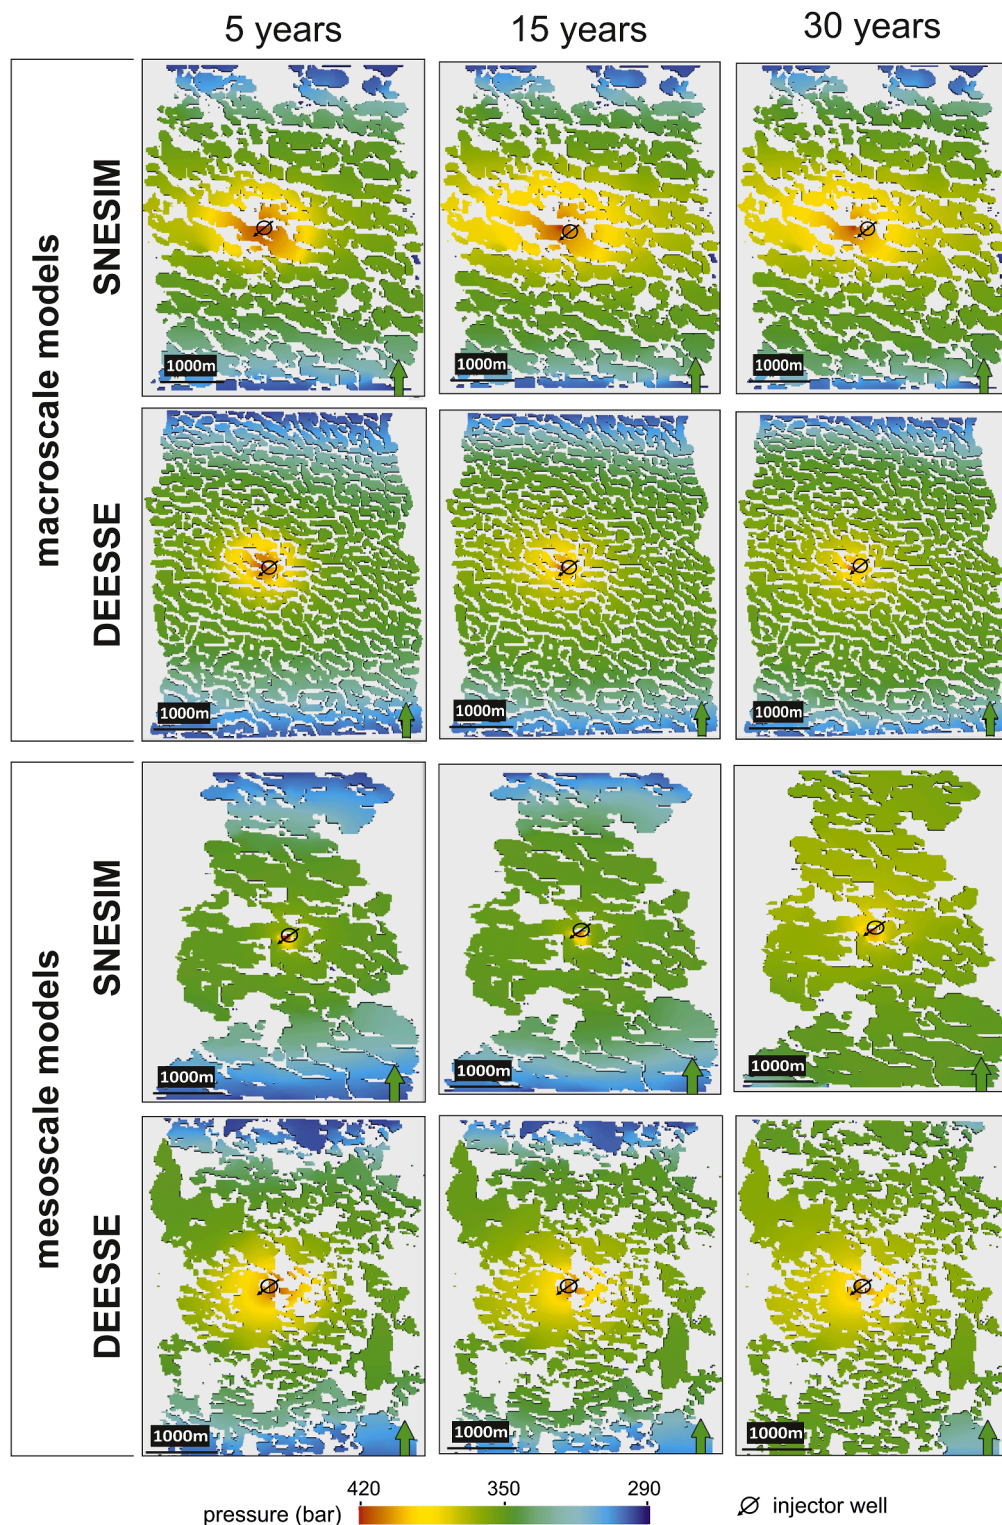 5 years 15 years 30 years
macroscale models
SNESIM
1000m 1000m 1000m
DEESSE
1000m 1000m 1000m
mesoscale models
SNESIM
1000m 1000m 1000m
DEESSE
1000m 1000m 1000m
420 350 290
pressure (bar) injector well